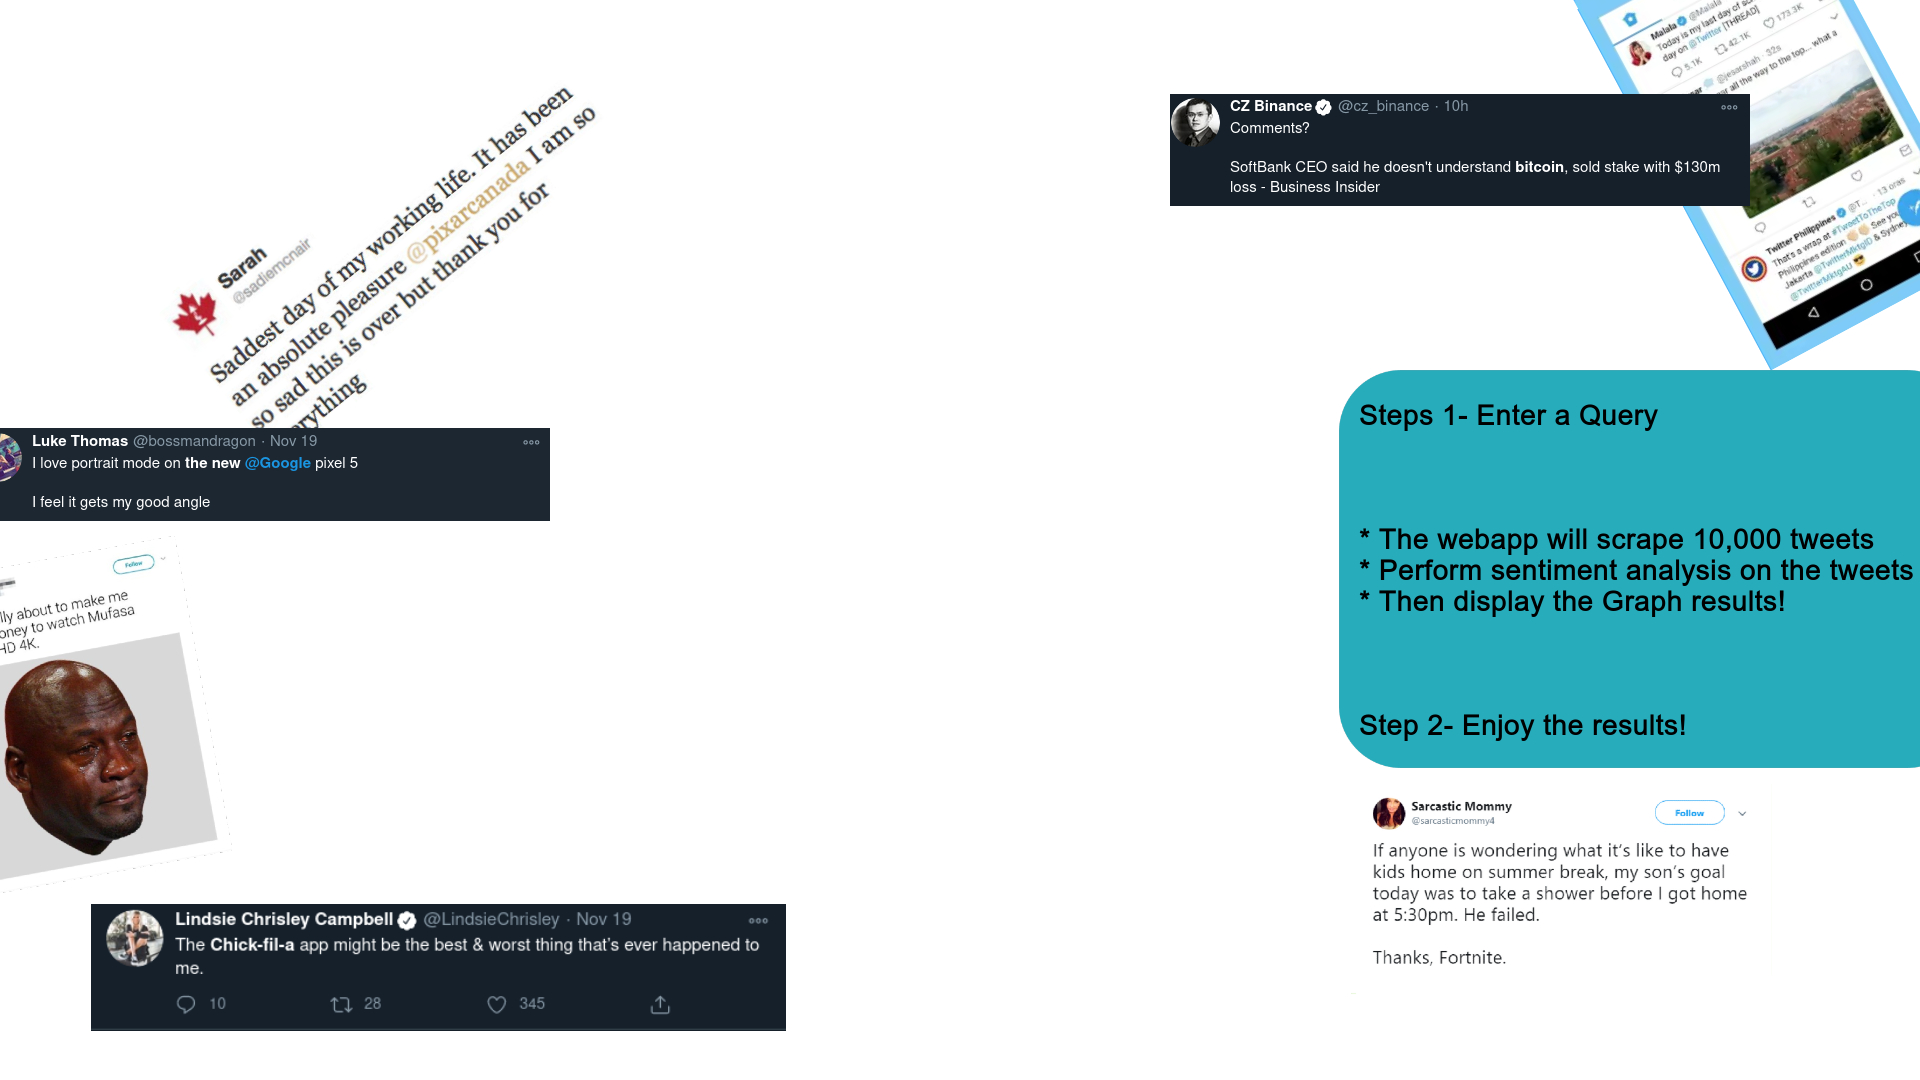 Sarah
@sadiemcnair
Saddest day of my working life. It has been
an absolute pleasure @pixarcanada I am so
so sad this is over but thank you for
erything
Luke Thomas @bossmandragon · Nov 19
I love portrait mode on the new @Google pixel 5
I feel it gets my good angle
Follow
lly about to make me
oney to watch Mufasa
HD 4K.
Lindsie Chrisley Campbell @LindsieChrisley · Nov 19
The Chick-fil-a app might be the best & worst thing that's ever happened to
me.
10 28 345
Malala @Malala
Today is my last day of
day on @Twitter [THREAD]
5.1K 42.1K 173.3K
@jesarshah · 32s
ar all the way to the top... what a
Twitter Philippines @T... · 13 oras
That's a wrap at #TweetToTheTop
Philippines edition See you
Jakarta @TwitterMktgID & Sydney
@TwitterMktgAU
CZ Binance @cz_binance · 10h
Comments?
SoftBank CEO said he doesn't understand bitcoin, sold stake with $130m
loss - Business Insider
Steps 1- Enter a Query
* The webapp will scrape 10,000 tweets
* Perform sentiment analysis on the tweets
* Then display the Graph results!
Step 2- Enjoy the results!
Sarcastic Mommy
@sarcasticmommy4
Follow
If anyone is wondering what it's like to have
kids home on summer break, my son's goal
today was to take a shower before I got home
at 5:30pm. He failed.
Thanks, Fortnite.